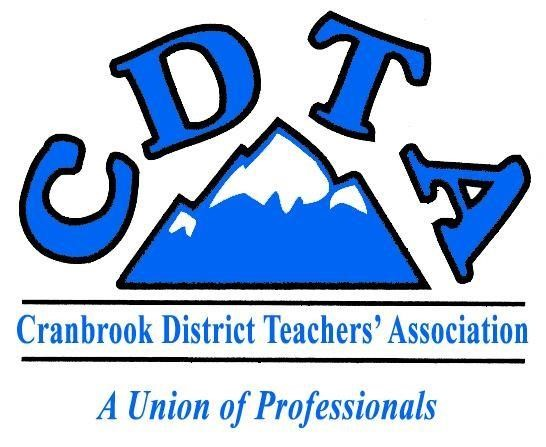 CDTA
Cranbrook District Teachers' Association
A Union of Professionals